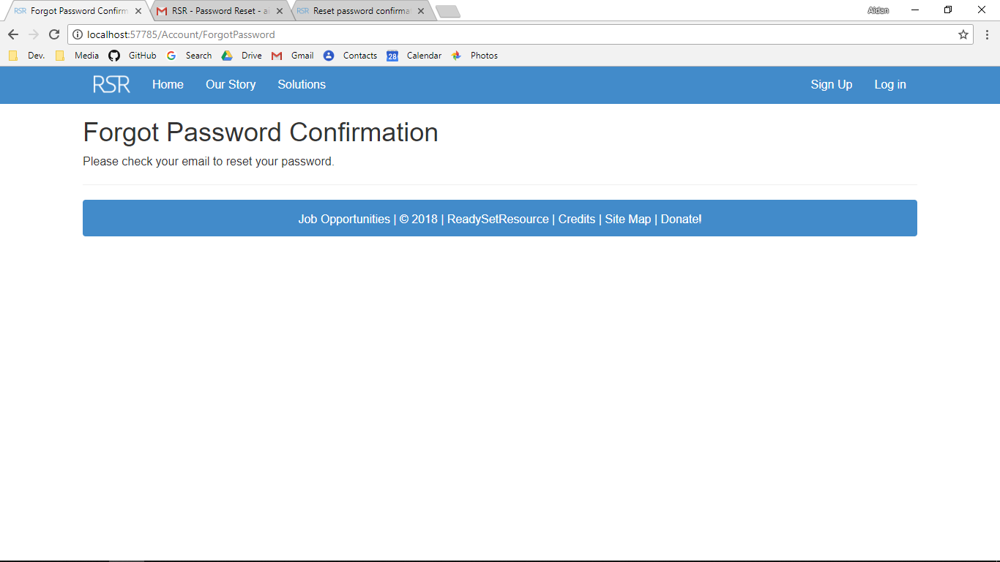 RSR Forgot Password Confirm
RSR - Password Reset - ai
RSR Reset password confirma
Aidan
localhost:57785/Account/ForgotPassword
Dev. Media GitHub Search Drive Gmail Contacts 28 Calendar Photos
RSR Home Our Story Solutions Sign Up Log in
Forgot Password Confirmation
Please check your email to reset your password.
Job Opportunities | © 2018 | ReadySetResource | Credits | Site Map | Donate!